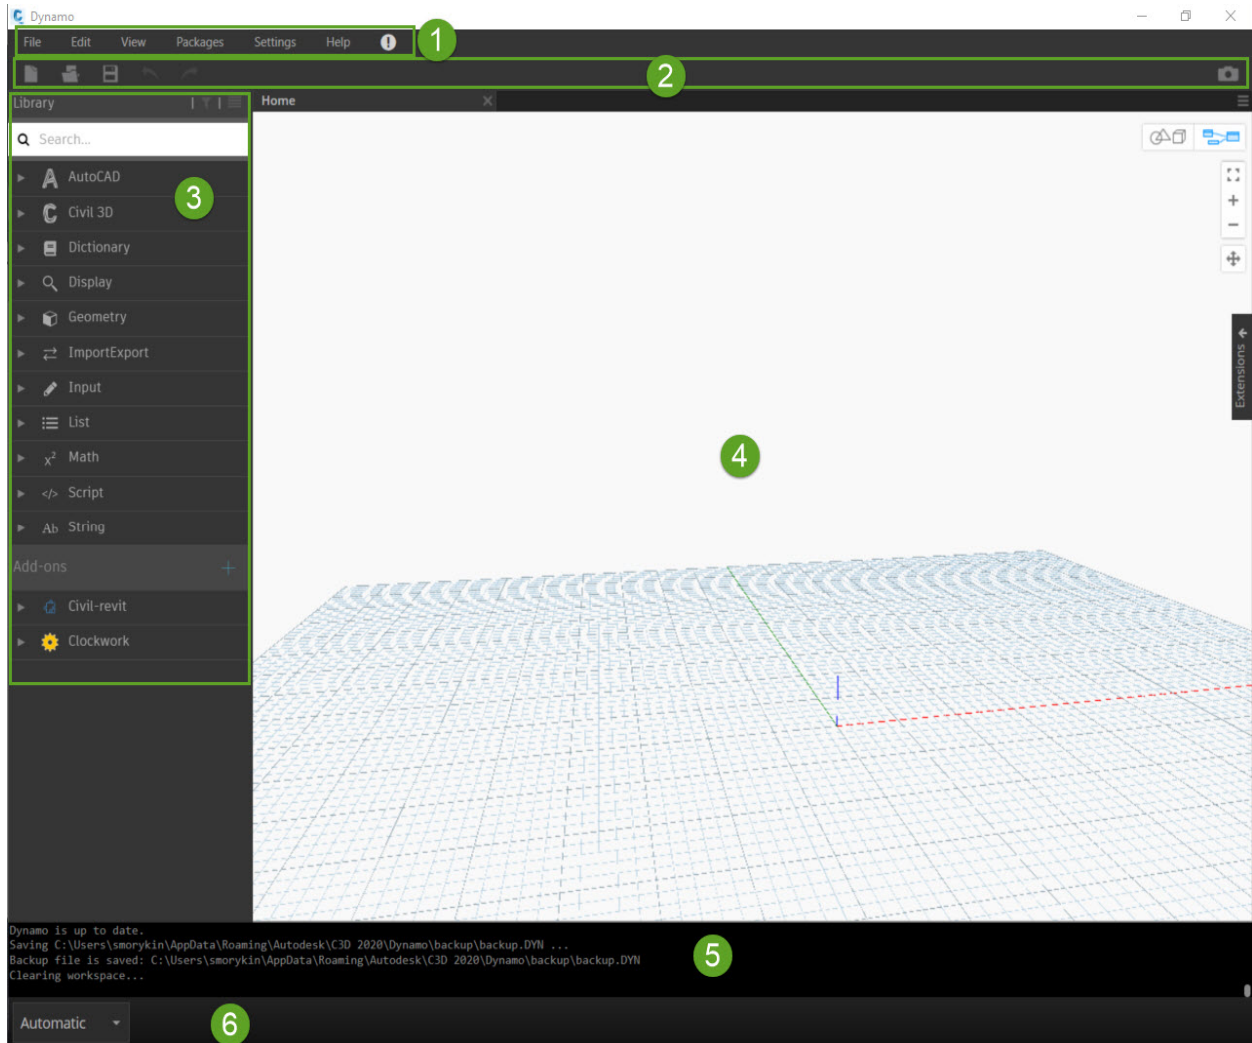 Dynamo
File Edit View Packages Settings Help
1
2
Library
Home
Search...
AutoCAD
3
Civil 3D
Dictionary
Display
Geometry
ImportExport
Input
List
Math
Script
Ab String
Add-ons
Civil-revit
Clockwork
Extensions
4
Dynamo is up to date.
Saving C:\Users\smorykin\AppData\Roaming\Autodesk\C3D 2020\Dynamo\backup\backup.DYN ...
Backup file is saved: C:\Users\smorykin\AppData\Roaming\Autodesk\C3D 2020\Dynamo\backup\backup.DYN
Clearing workspace...
5
Automatic
6